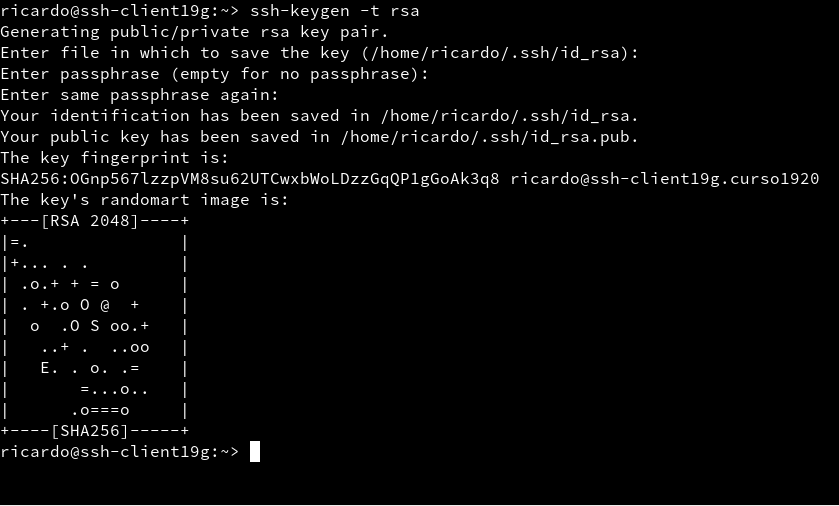 ricardo@ssh-client19g:~> ssh-keygen -t rsa
Generating public/private rsa key pair.
Enter file in which to save the key (/home/ricardo/.ssh/id_rsa):
Enter passphrase (empty for no passphrase):
Enter same passphrase again:
Your identification has been saved in /home/ricardo/.ssh/id_rsa.
Your public key has been saved in /home/ricardo/.ssh/id_rsa.pub.
The key fingerprint is:
SHA256:OGnp567lzzpVM8su62UTCwxbWoLDzzGqQP1gGoAk3q8 ricardo@ssh-client19g.curso1920
The key's randomart image is:
+---[RSA 2048]----+
|=.               |
|+... . .         |
| .o.+ + = o      |
| . +.o O @  +    |
|  o  .O S oo.+   |
|   ..+ .  ..oo   |
|   E. . o. .=    |
|       =...o..   |
|      .o===o     |
+----[SHA256]-----+
ricardo@ssh-client19g:~>